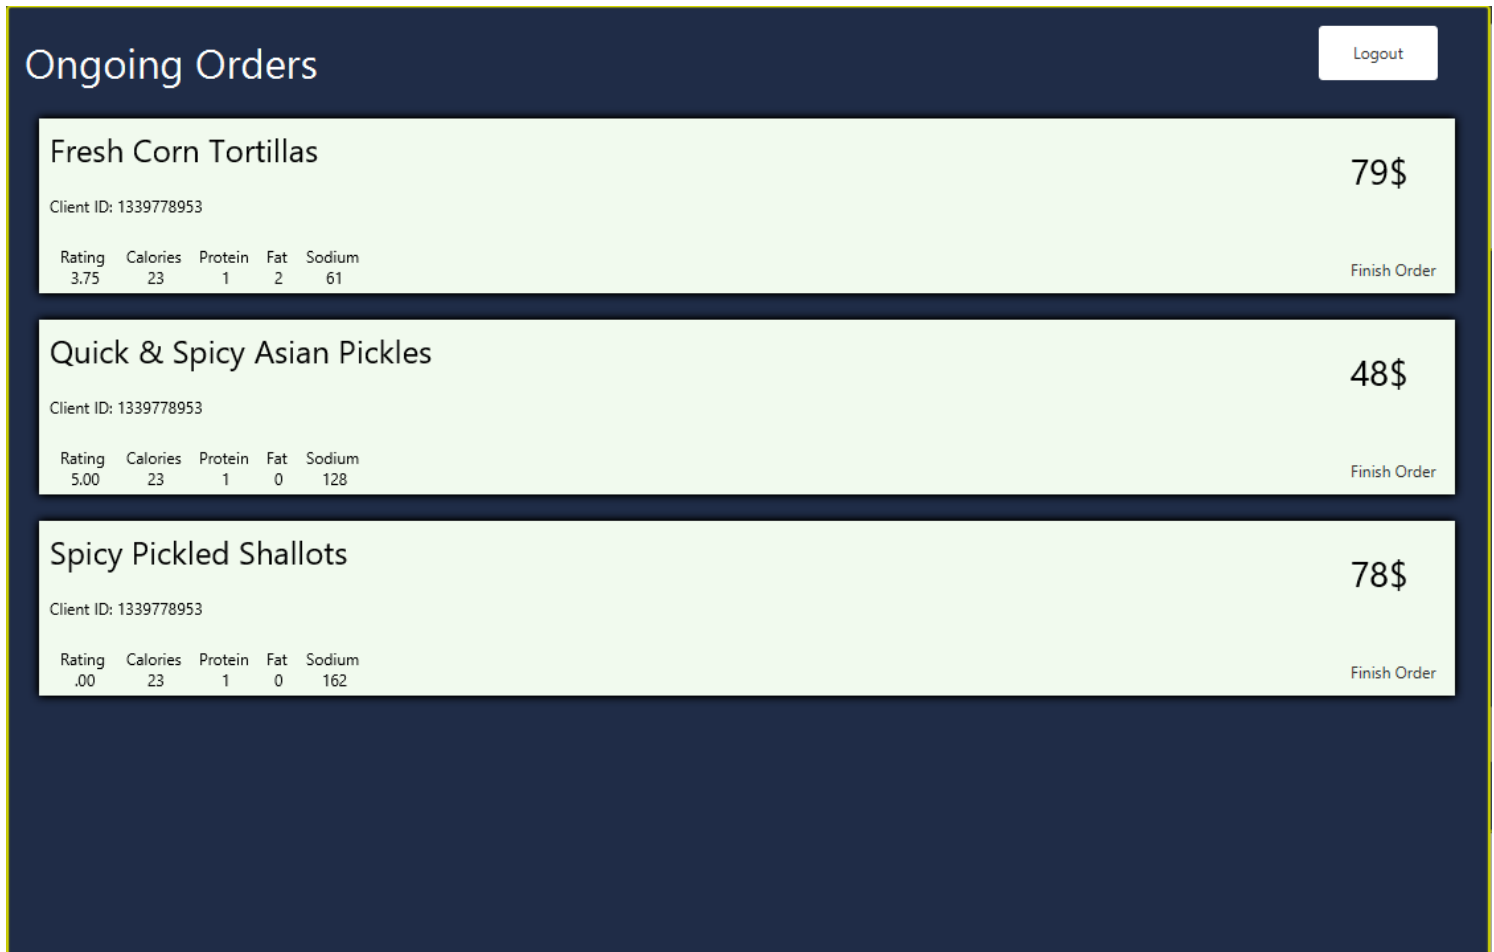 Ongoing Orders
Logout
Fresh Corn Tortillas
79$
Client ID: 1339778953
Rating Calories Protein Fat Sodium
3.75 23 1 2 61
Finish Order
Quick & Spicy Asian Pickles
48$
Client ID: 1339778953
Rating Calories Protein Fat Sodium
5.00 23 1 0 128
Finish Order
Spicy Pickled Shallots
78$
Client ID: 1339778953
Rating Calories Protein Fat Sodium
.00 23 1 0 162
Finish Order